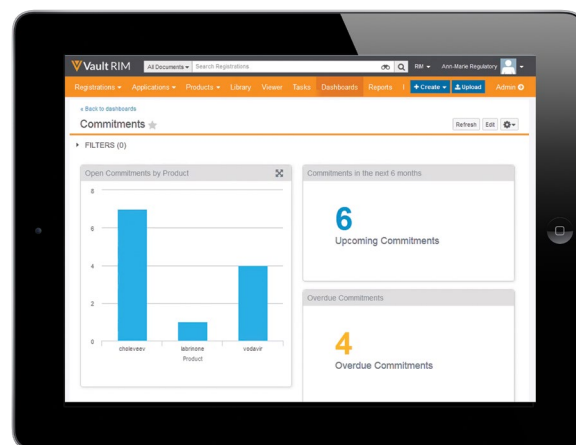 Vault RIM
All Documents
Search Registrations
RIM
Ann-Marie Regulatory
Registrations
Applications
Products
Library
Viewer
Tasks
Dashboards
Reports
+ Create
Upload
Admin
« Back to dashboards
Commitments
Refresh
Edit
FILTERS (0)
Open Commitments by Product
8
6
4
2
0
choleveev
labrinone
vodavir
Product
Commitments in the next 6 months
6
Upcoming Commitments
Overdue Commitments
4
Overdue Commitments